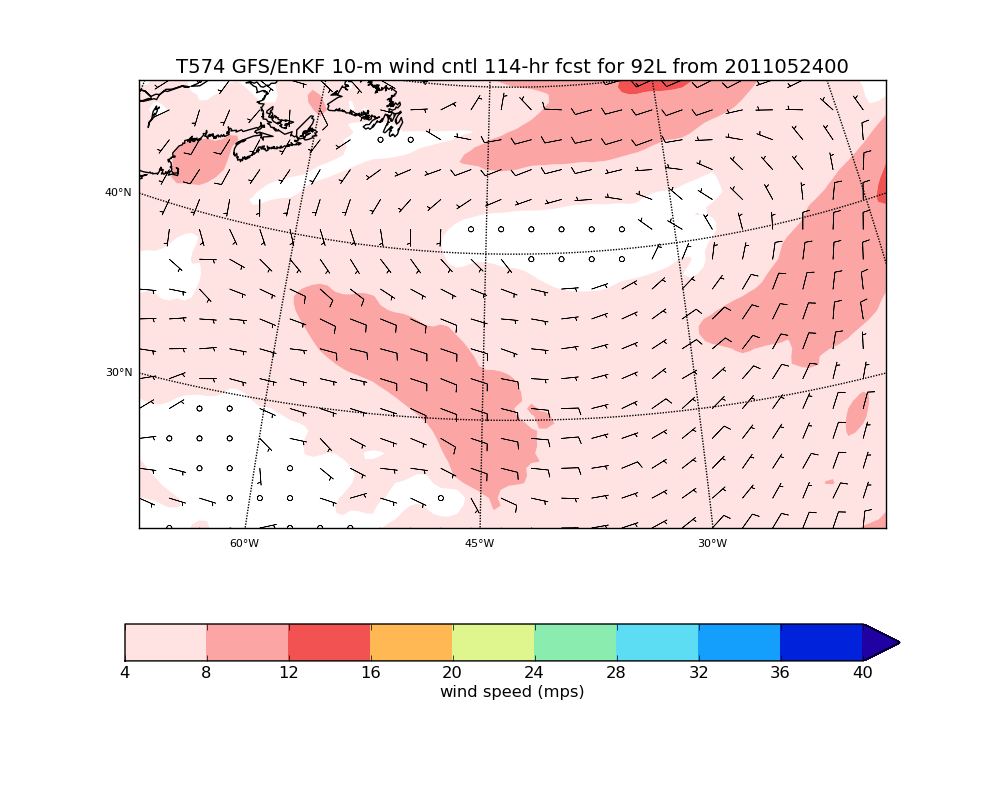 T574 GFS/EnKF 10-m wind cntl 114-hr fcst for 92L from 2011052400
40°N
30°N
60°W 45°W 30°W
4 8 12 16 20 24 28 32 36 40
wind speed (mps)